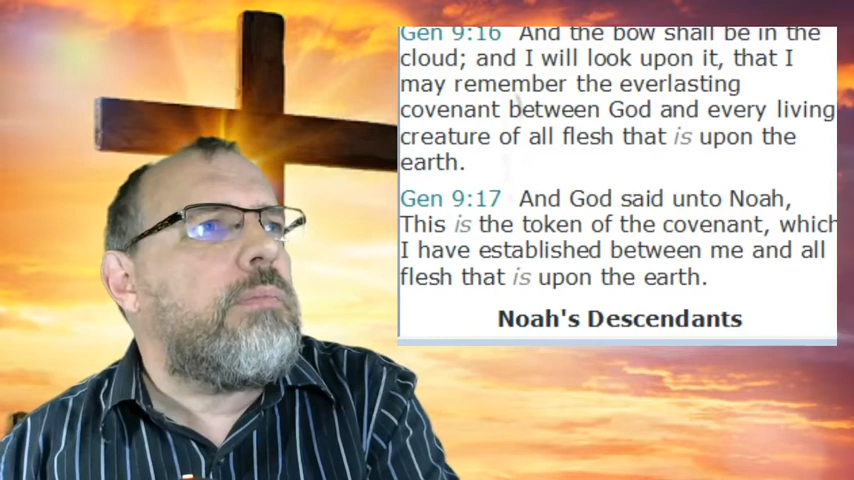 Gen 9:16 And the bow shall be in the
cloud; and I will look upon it, that I
may remember the everlasting
covenant between God and every living
creature of all flesh that is upon the
earth.
Gen 9:17 And God said unto Noah,
This is the token of the covenant, which
I have established between me and all
flesh that is upon the earth.
Noah's Descendants